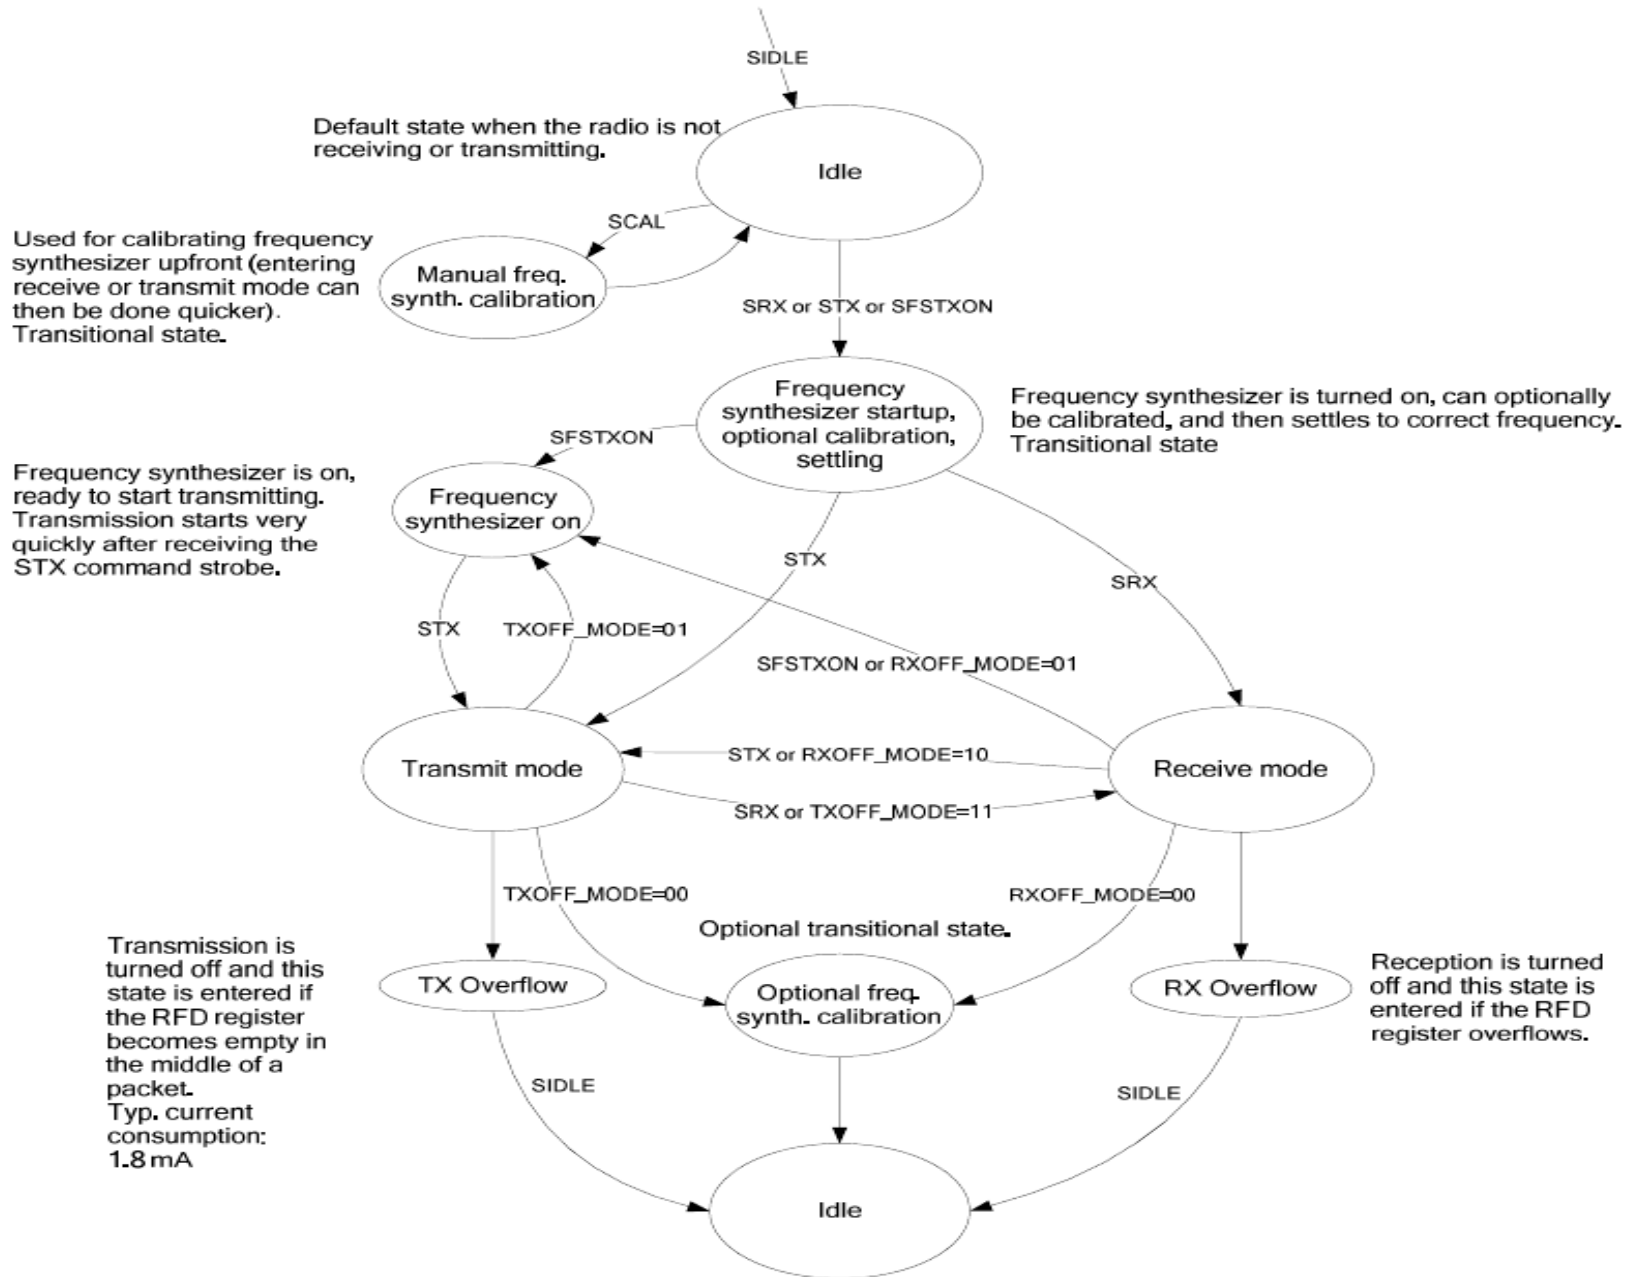 SIDLE
Default state when the radio is not
receiving or transmitting.
Idle
SCAL
Used for calibrating frequency
synthesizer upfront (entering
receive or transmit mode can
then be done quicker).
Transitional state.
Manual freq.
synth. calibration
SRX or STX or SFSTXON
Frequency
synthesizer startup,
optional calibration,
settling
Frequency synthesizer is turned on, can optionally
be calibrated, and then settles to correct frequency.
Transitional state
SFSTXON
Frequency synthesizer is on,
ready to start transmitting.
Transmission starts very
quickly after receiving the
STX command strobe.
Frequency
synthesizer on
STX
SRX
STX
TXOFF_MODE=01
SFSTXON or RXOFF_MODE=01
Transmit mode
STX or RXOFF_MODE=10
Receive mode
SRX or TXOFF_MODE=11
TXOFF_MODE=00
RXOFF_MODE=00
Optional transitional state.
Transmission is
turned off and this
state is entered if
the RFD register
becomes empty in
the middle of a
packet.
Typ. current
consumption:
1.8 mA
TX Overflow
Optional freq.
synth. calibration
RX Overflow
Reception is turned
off and this state is
entered if the RFD
register overflows.
SIDLE
SIDLE
Idle